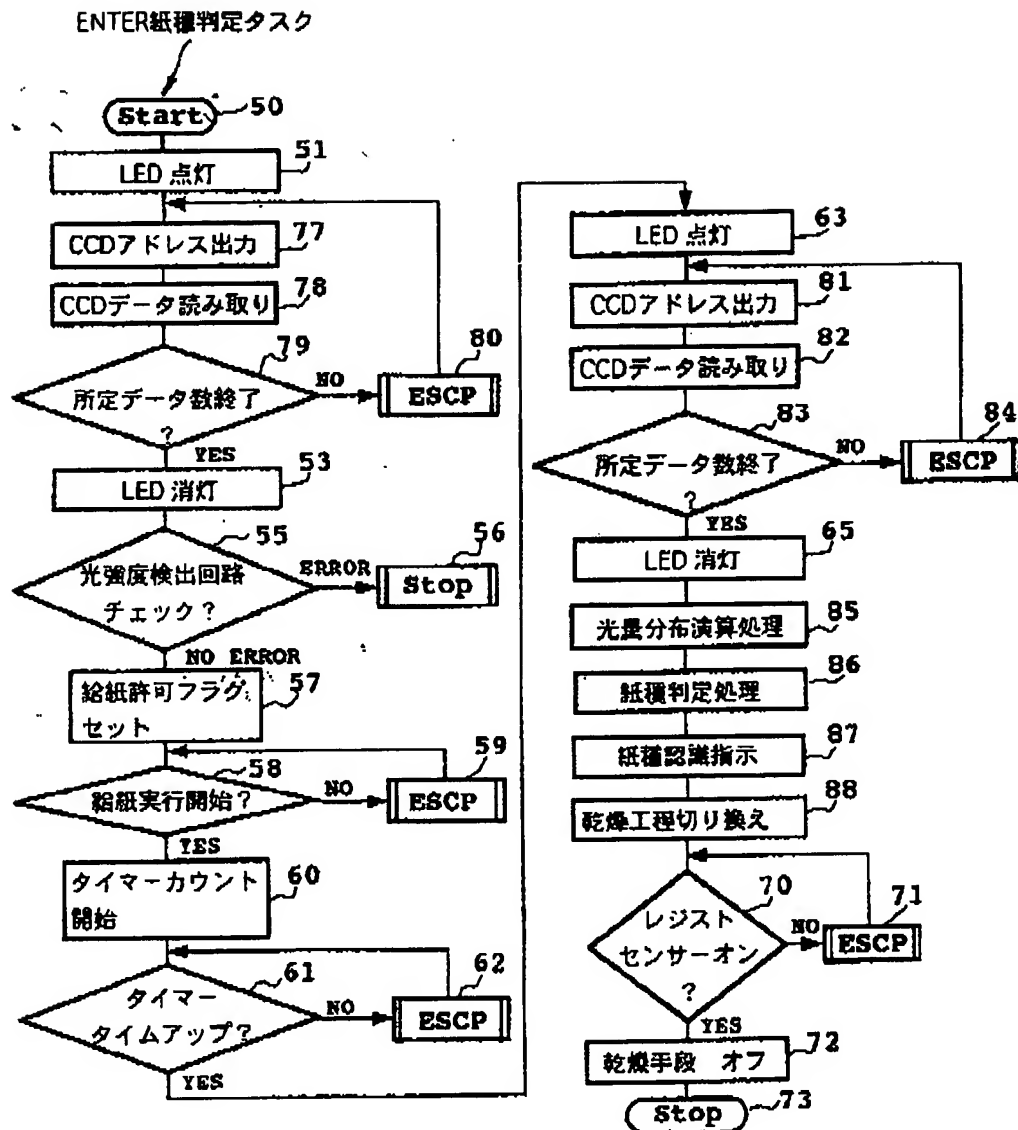 ENTER紙種判定タスク
Start
50
51
LED 点灯
77
CCDアドレス出力
78
CCDデータ読み取り
79
所定データ数終了
?
NO
80
ESCP
YES
53
LED 消灯
55
光強度検出回路
チェック?
ERROR
56
Stop
NO ERROR
57
給紙許可フラグ
セット
58
給紙実行開始?
NO
59
ESCP
YES
60
タイマーカウント
開始
61
タイマー
タイムアップ?
NO
62
ESCP
YES
63
LED 点灯
81
CCDアドレス出力
82
CCDデータ読み取り
83
所定データ数終了
?
NO
84
ESCP
YES
65
LED 消灯
85
光量分布演算処理
86
紙種判定処理
87
紙種認識指示
88
乾燥工程切り換え
70
レジスト
センサーオン
?
NO
71
ESCP
YES
72
乾燥手段 オフ
Stop
73